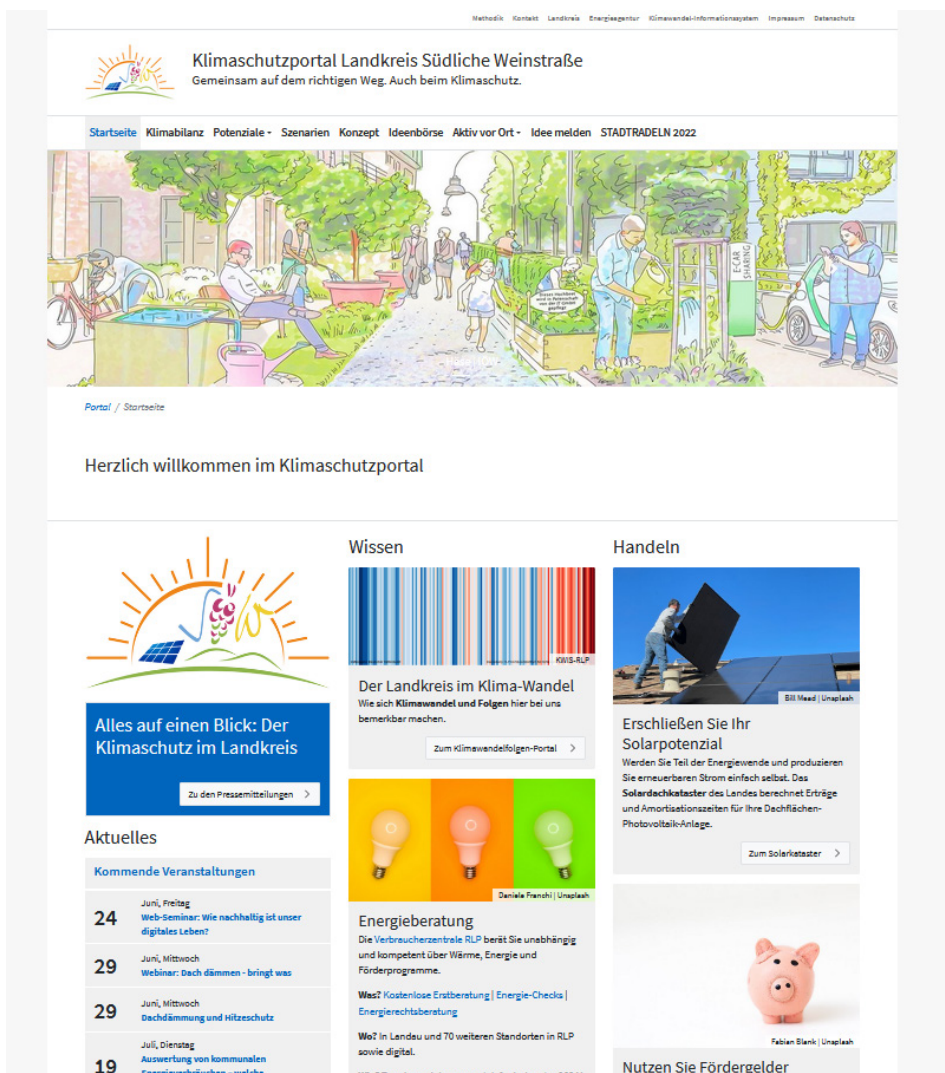 Methodik Kontakt Landkreis Energieagentur Klimawandel-Informationssystem Impressum Datenschutz
Klimaschutzportal Landkreis Südliche Weinstraße
Gemeinsam auf dem richtigen Weg. Auch beim Klimaschutz.
Startseite Klimabilanz Potenziale Szenarien Konzept Ideenbörse Aktiv vor Ort Idee melden STADTRADELN 2022
E-CAR
SHARING
Portal / Startseite
Herzlich willkommen im Klimaschutzportal
Alles auf einen Blick: Der
Klimaschutz im Landkreis
Zu den Pressemitteilungen
Aktuelles
Kommende Veranstaltungen
24
Juni, Freitag
Web-Seminar: Wie nachhaltig ist unser
digitales Leben?
29
Juni, Mittwoch
Webinar: Dach dämmen - bringt was
29
Juni, Mittwoch
Dachdämmung und Hitzeschutz
19
Juli, Dienstag
Auswertung von kommunalen
Wissen
KWIS-RLP
Der Landkreis im Klima-Wandel
Wie sich Klimawandel und Folgen hier bei uns
bemerkbar machen.
Zum Klimawandelfolgen-Portal
Daniele Franchi | Unsplash
Energieberatung
Die Verbraucherzentrale RLP berät Sie unabhängig
und kompetent über Wärme, Energie und
Förderprogramme.
Was? Kostenlose Erstberatung | Energie-Checks |
Energierechtsberatung
Wo? In Landau und 70 weiteren Standorten in RLP
sowie digital.
Handeln
Bill Mead | Unsplash
Erschließen Sie Ihr
Solarpotenzial
Werden Sie Teil der Energiewende und produzieren
Sie erneuerbaren Strom einfach selbst. Das
Solardachkataster des Landes berechnet Erträge
und Amortisationszeiten für Ihre Dachflächen-
Photovoltaik-Anlage.
Zum Solarkataster
Fabian Blank | Unsplash
Nutzen Sie Fördergelder